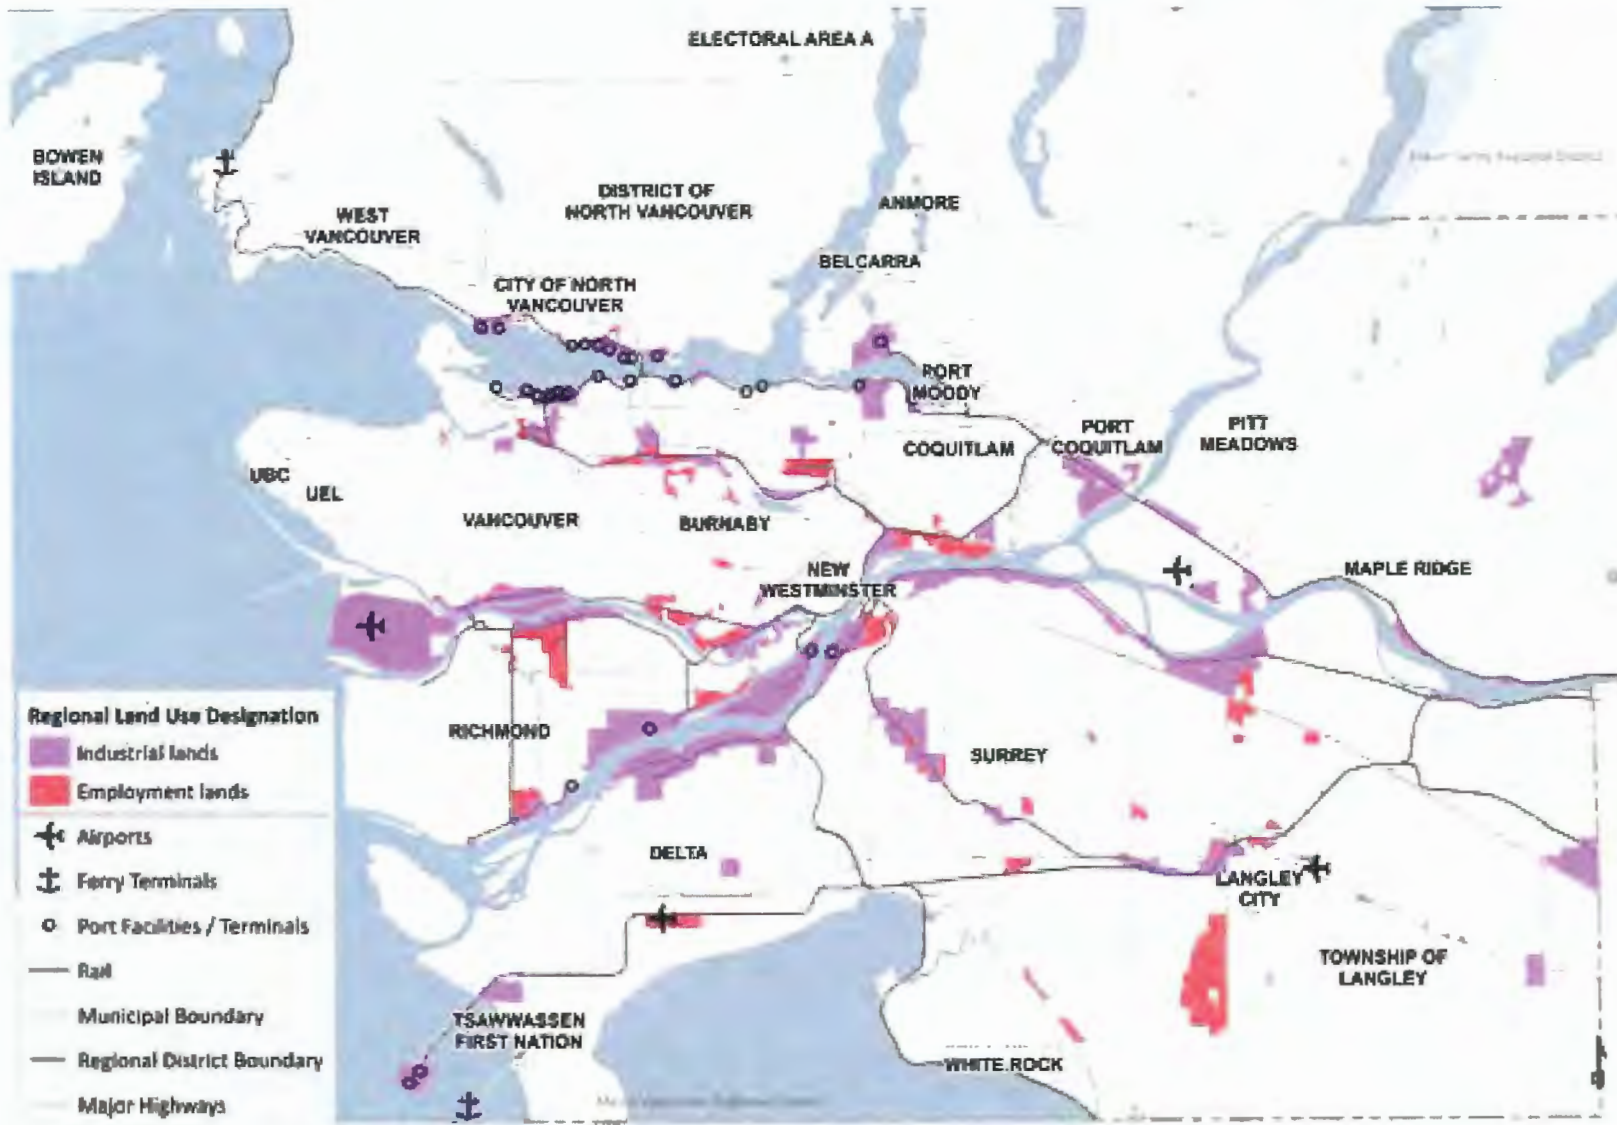 ELECTORAL AREA A
BOWEN
ISLAND
DISTRICT OF
NORTH VANCOUVER
ANMORE
WEST
VANCOUVER
BELCARRA
CITY OF NORTH
VANCOUVER
PORT
MOODY
PORT
COQUITLAM
PITT
MEADOWS
COQUITLAM
UBC
UEL
VANCOUVER
BURNABY
NEW
WESTMINSTER
MAPLE RIDGE
RICHMOND
SURREY
DELTA
LANGLEY
CITY
TOWNSHIP OF
LANGLEY
TSAWWASSEN
FIRST NATION
WHITE ROCK
Regional Land Use Designation
Industrial lands
Employment lands
Airports
Ferry Terminals
Port Facilities / Terminals
Rail
Municipal Boundary
Regional District Boundary
Major Highways